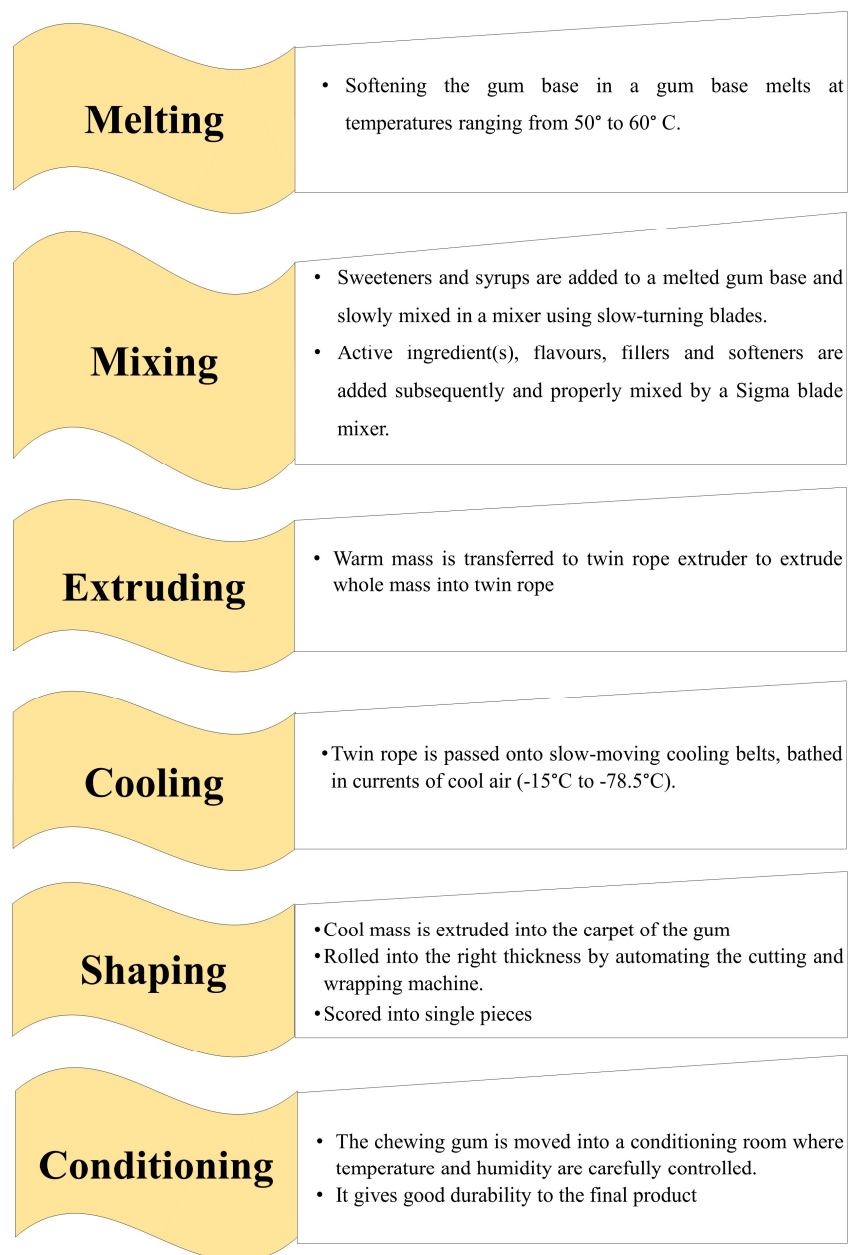 Melting
• Softening the gum base in a gum base melts at
temperatures ranging from 50° to 60° C.
Mixing
• Sweeteners and syrups are added to a melted gum base and
slowly mixed in a mixer using slow-turning blades.
• Active ingredient(s), flavours, fillers and softeners are
added subsequently and properly mixed by a Sigma blade
mixer.
Extruding
• Warm mass is transferred to twin rope extruder to extrude
whole mass into twin rope
Cooling
• Twin rope is passed onto slow-moving cooling belts, bathed
in currents of cool air (-15°C to -78.5°C).
Shaping
• Cool mass is extruded into the carpet of the gum
• Rolled into the right thickness by automating the cutting and
wrapping machine.
• Scored into single pieces
Conditioning
• The chewing gum is moved into a conditioning room where
temperature and humidity are carefully controlled.
• It gives good durability to the final product